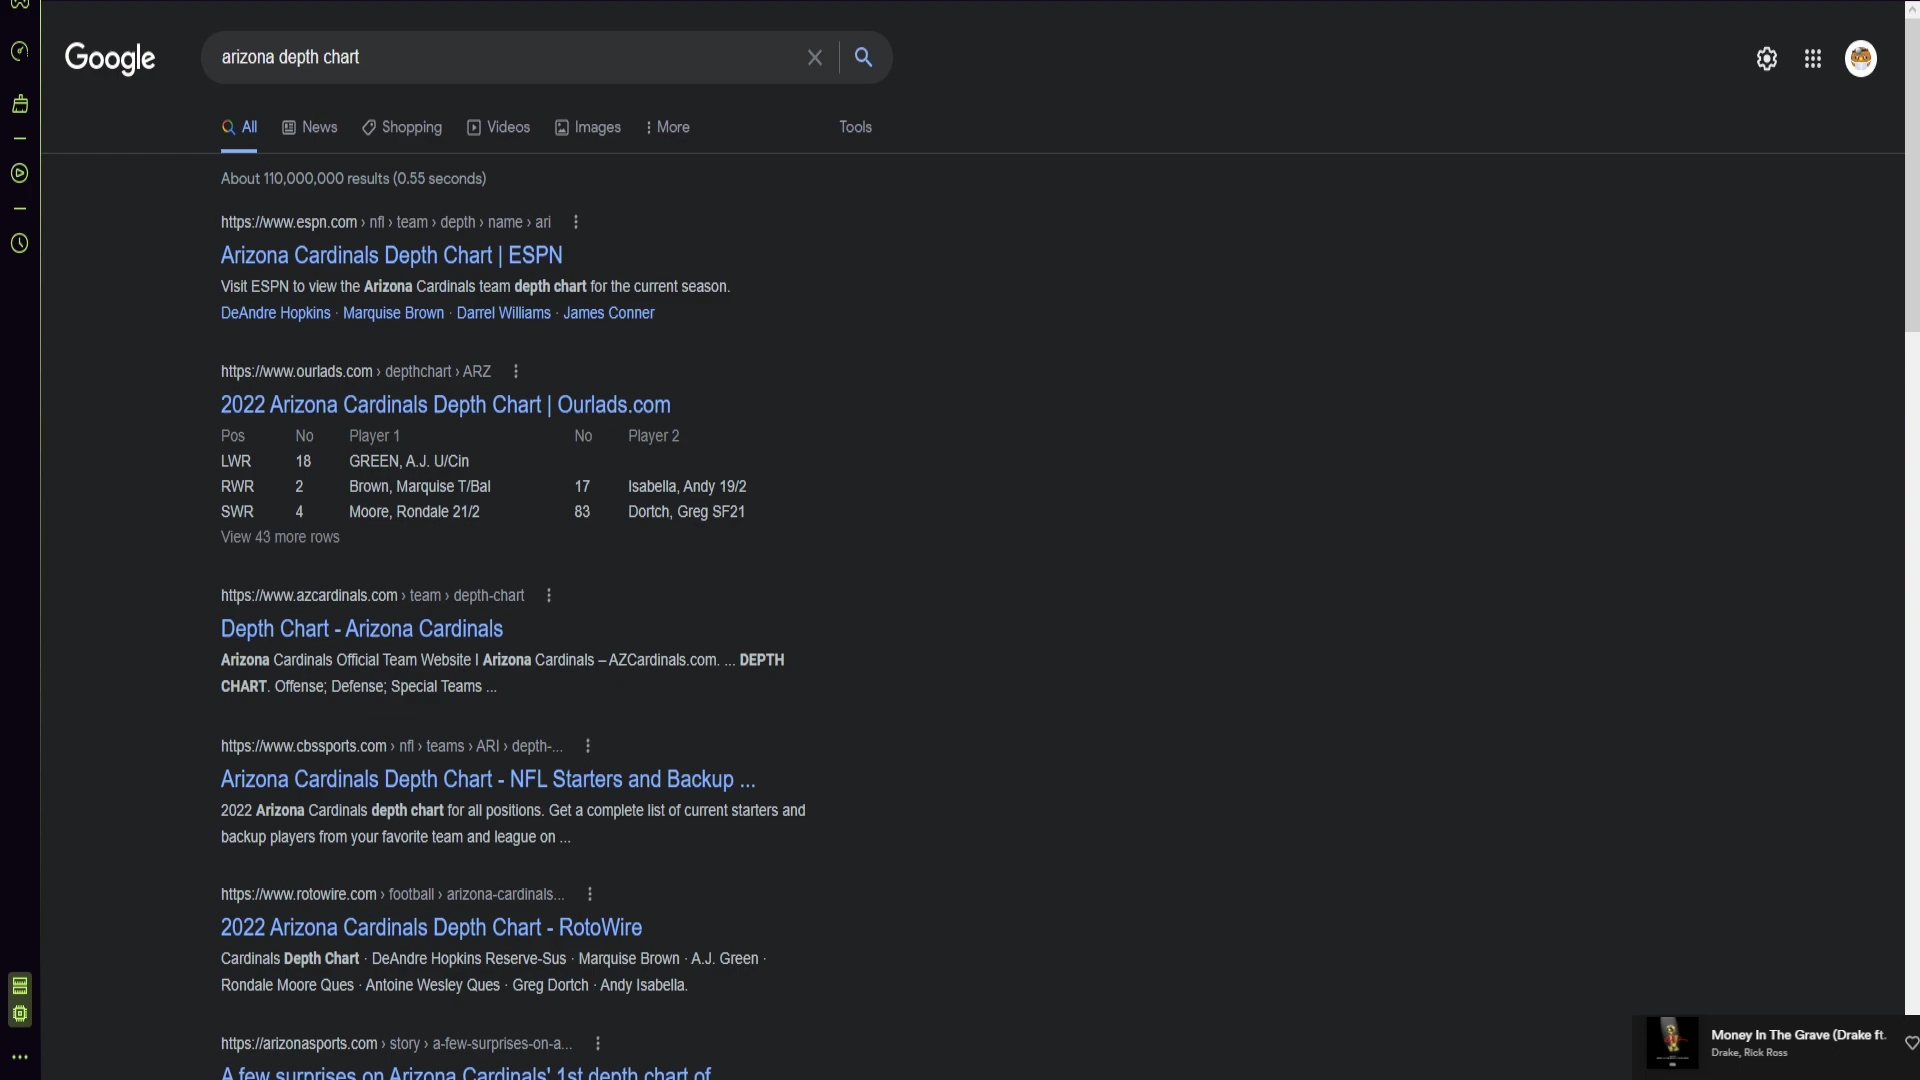 Google
arizona depth chart
All News Shopping Videos Images More Tools
About 110,000,000 results (0.55 seconds)
https://www.espn.com › nfl › team › depth › name › ari
Arizona Cardinals Depth Chart | ESPN
Visit ESPN to view the Arizona Cardinals team depth chart for the current season.
DeAndre Hopkins · Marquise Brown · Darrel Williams · James Conner
https://www.ourlads.com › depthchart › ARZ
2022 Arizona Cardinals Depth Chart | Ourlads.com
Pos No Player 1 No Player 2
LWR 18 GREEN, A.J. U/Cin
RWR 2 Brown, Marquise T/Bal 17 Isabella, Andy 19/2
SWR 4 Moore, Rondale 21/2 83 Dortch, Greg SF21
View 43 more rows
https://www.azcardinals.com › team › depth-chart
Depth Chart - Arizona Cardinals
Arizona Cardinals Official Team Website l Arizona Cardinals – AZCardinals.com. ... DEPTH
CHART. Offense; Defense; Special Teams ...
https://www.cbssports.com › nfl › teams › ARI › depth-...
Arizona Cardinals Depth Chart - NFL Starters and Backup ...
2022 Arizona Cardinals depth chart for all positions. Get a complete list of current starters and
backup players from your favorite team and league on ...
https://www.rotowire.com › football › arizona-cardinals...
2022 Arizona Cardinals Depth Chart - RotoWire
Cardinals Depth Chart · DeAndre Hopkins Reserve-Sus · Marquise Brown · A.J. Green ·
Rondale Moore Ques · Antoine Wesley Ques · Greg Dortch · Andy Isabella.
https://arizonasports.com › story › a-few-surprises-on-a...
A few surprises on Arizona Cardinals' 1st depth chart of
Money In The Grave (Drake ft.
Drake, Rick Ross